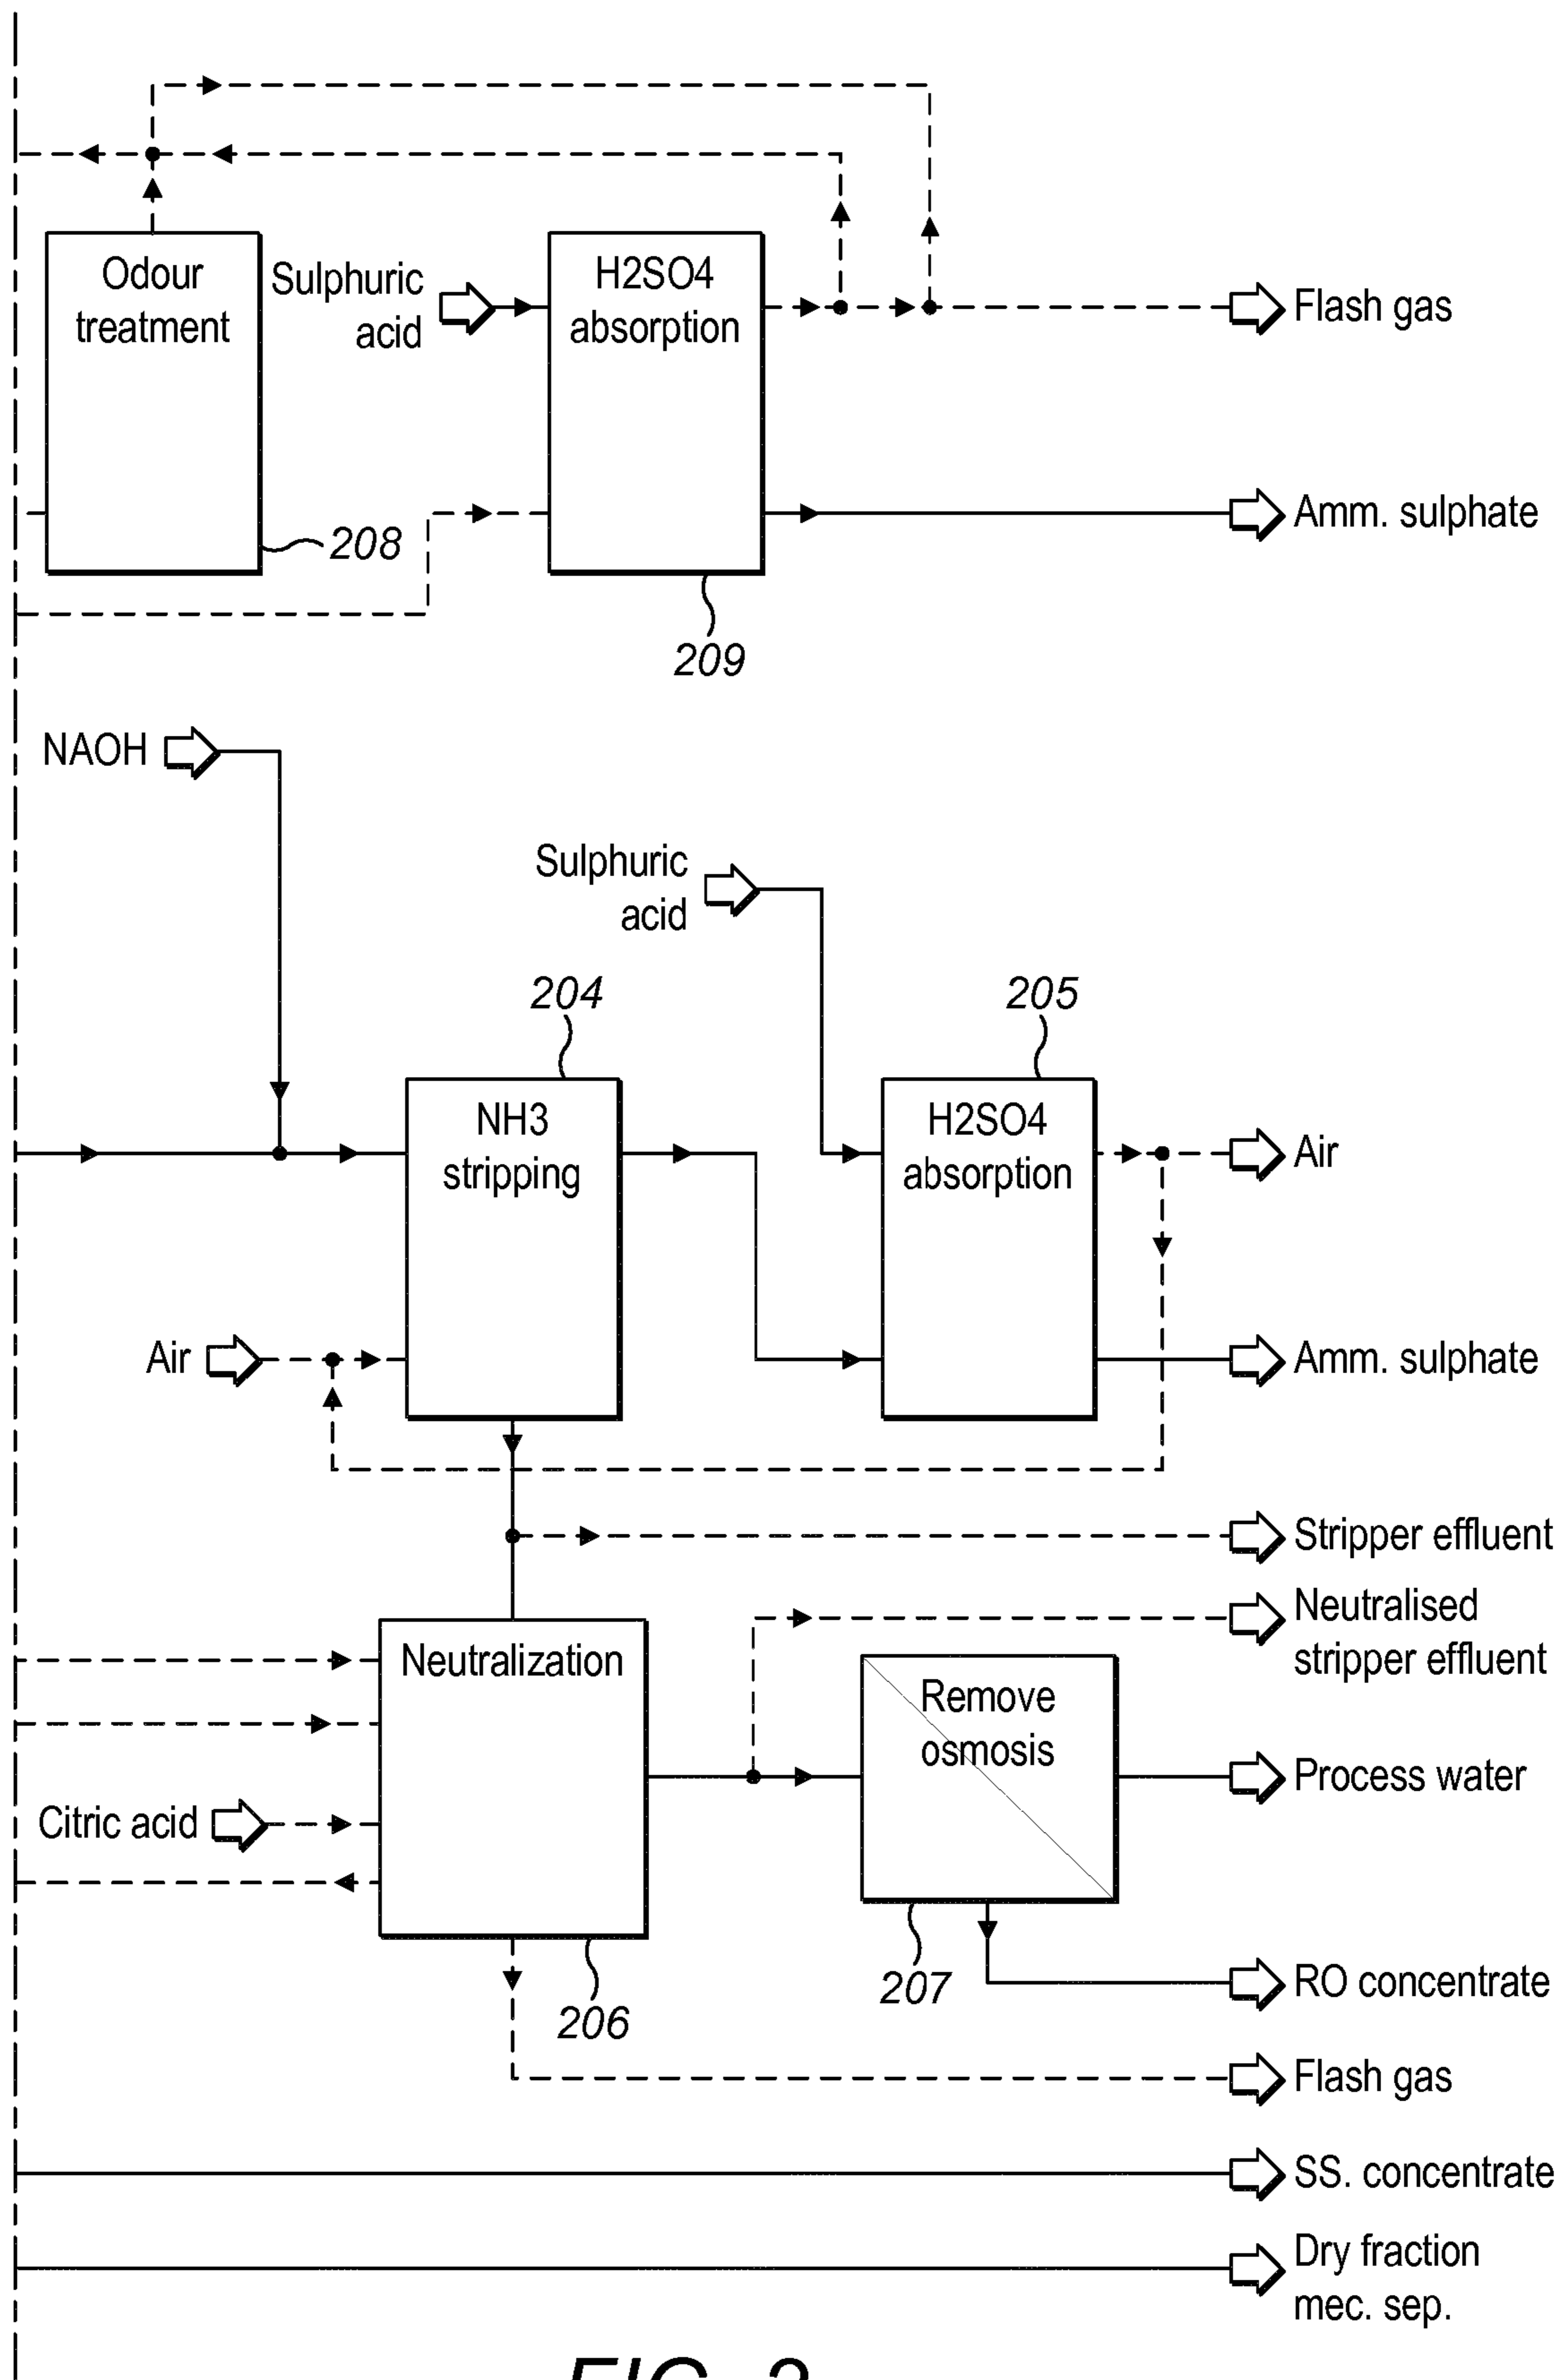 Odour
treatment
Sulphuric
acid
H2SO4
absorption
Flash gas
Amm. sulphate
208
209
NAOH
Sulphuric
acid
204
205
NH3
stripping
H2SO4
absorption
Air
Air
Amm. sulphate
Stripper effluent
Neutralised
stripper effluent
Neutralization
Remove
osmosis
Process water
Citric acid
207
RO concentrate
206
Flash gas
SS. concentrate
Dry fraction
mec. sep.